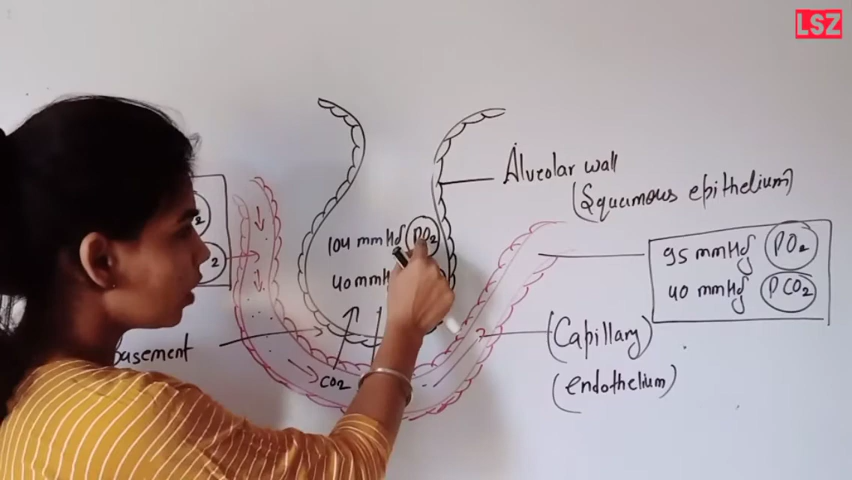 LSZ
Alveolar wall
(Squamous epithelium)
104 mmHg PO₂
40 mmH
95 mmHg PO₂
40 mmHg PCO₂
(Capillary)
(endothelium)
basement
CO₂